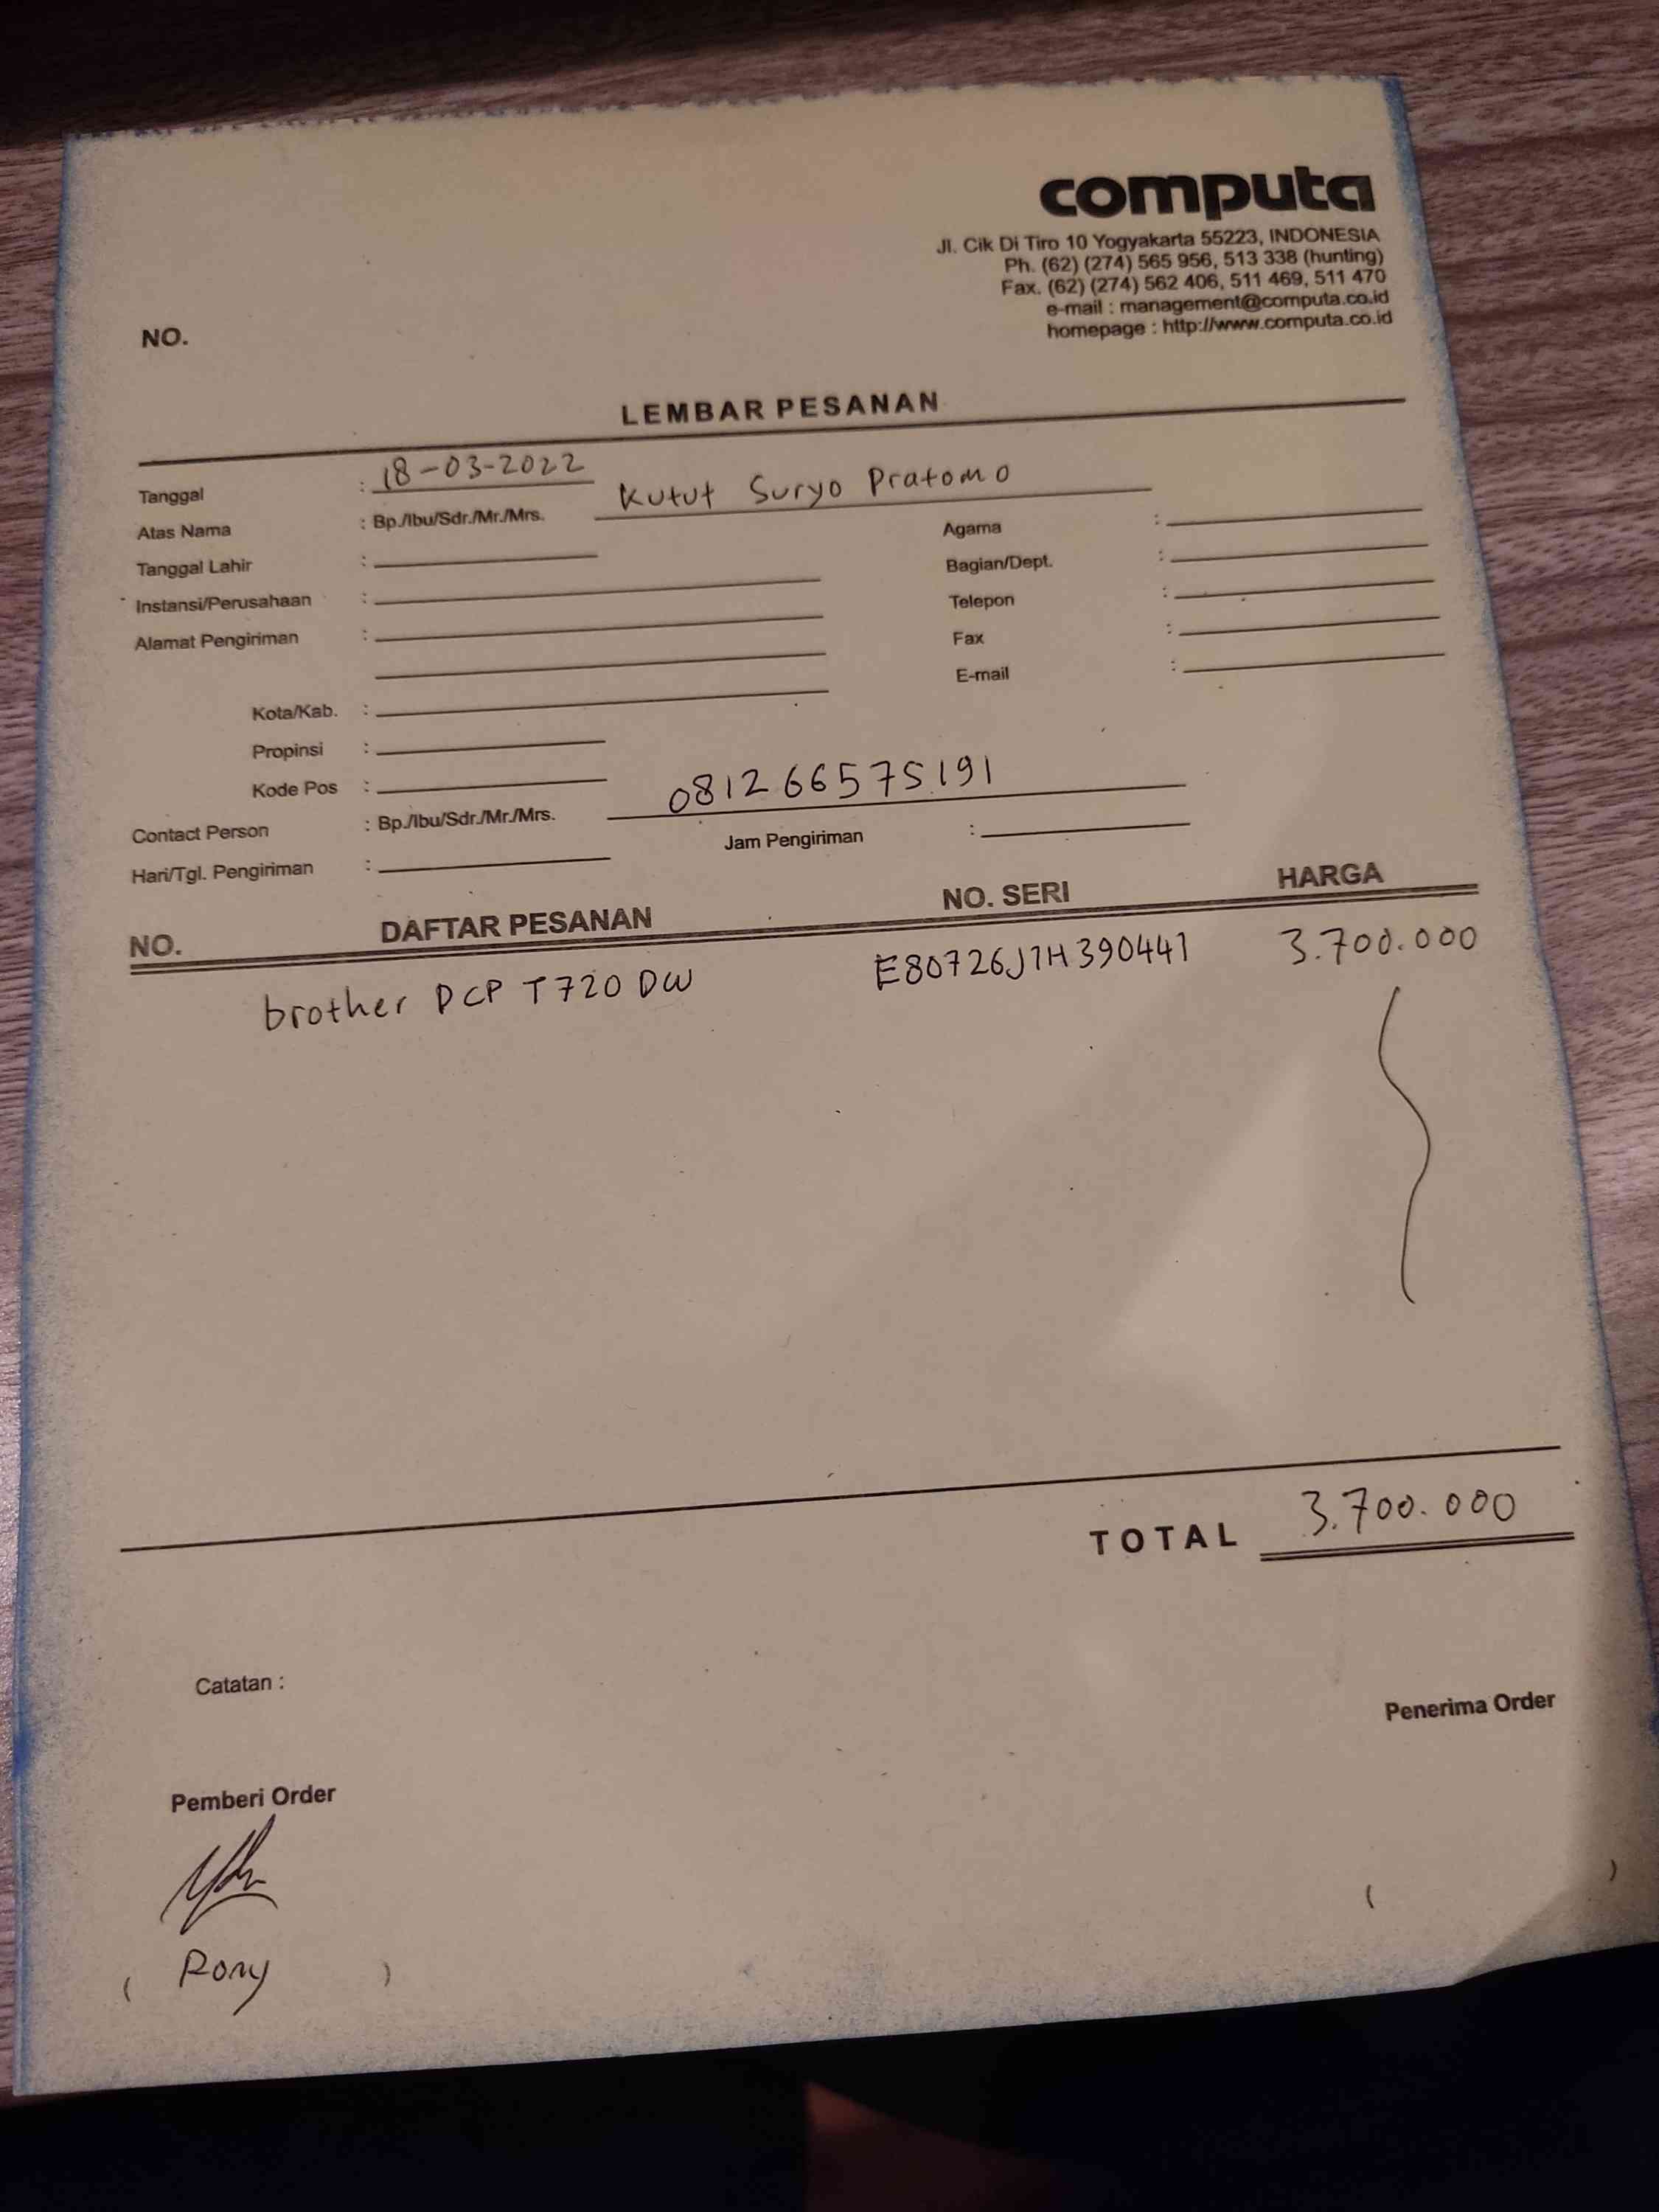 computa
Jl. Cik Di Tiro 10 Yogyakarta 55223, INDONESIA
Ph. (62) (274) 565 956, 513 338 (hunting)
Fax. (62) (274) 562 406, 511 469, 511 470
e-mail : management@computa.co.id
homepage : http://www.computa.co.id
NO.
LEMBAR PESANAN
Tanggal : 18-03-2022
Atas Nama : Bp./Ibu/Sdr./Mr./Mrs. Kutut Suryo Pratomo
Tanggal Lahir : Agama :
Instansi/Perusahaan : Bagian/Dept. :
Alamat Pengiriman : Telepon :
Fax :
E-mail :
Kota/Kab. :
Propinsi :
Kode Pos :
Contact Person : Bp./Ibu/Sdr./Mr./Mrs. 081266575191
Hari/Tgl. Pengiriman : Jam Pengiriman :
NO. DAFTAR PESANAN NO. SERI HARGA
brother DCP T720 DW E80726J1H390441 3.700.000
TOTAL 3.700.000
Catatan :
Penerima Order
Pemberi Order
( )
( Rony )